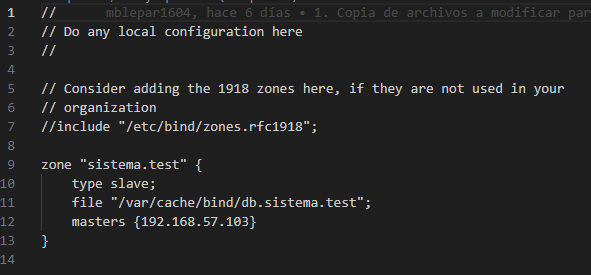 1 // mblepar1604, hace 6 días • 1. Copia de archivos a modificar par
2 // Do any local configuration here
3 //
4
5 // Consider adding the 1918 zones here, if they are not used in your
6 // organization
7 //include "/etc/bind/zones.rfc1918";
8
9 zone "sistema.test" {
10 type slave;
11 file "/var/cache/bind/db.sistema.test";
12 masters {192.168.57.103}
13 }
14